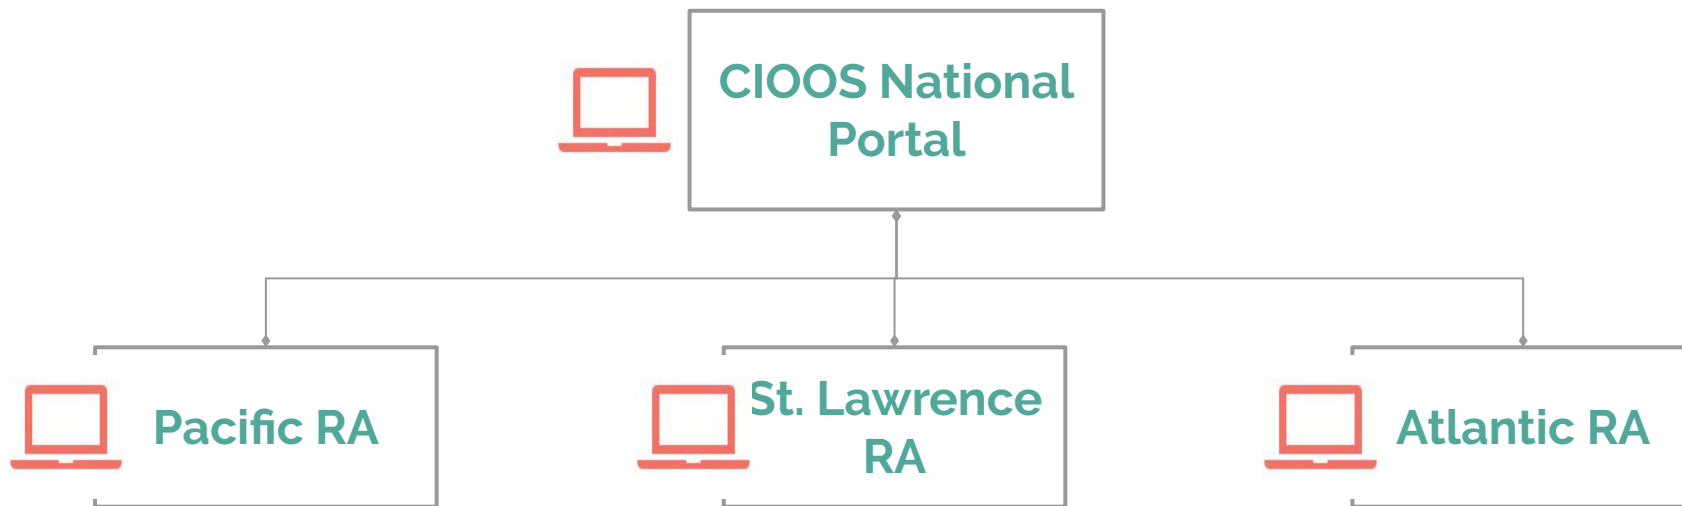 CIOOS National
Portal
Pacific RA
St. Lawrence
RA
Atlantic RA